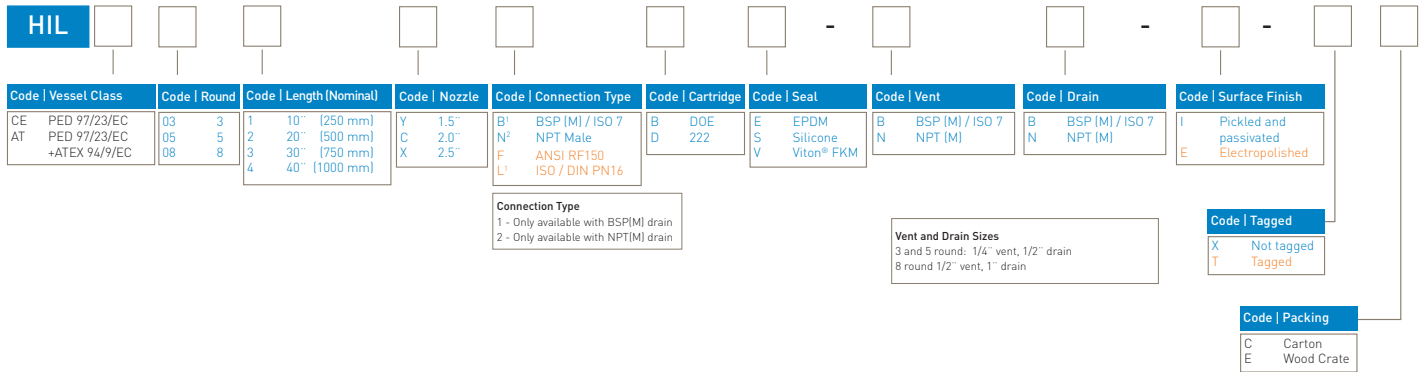 HIL - - -
Code | Vessel Class
CE PED 97/23/EC
AT PED 97/23/EC
+ATEX 94/9/EC
Code | Round
03 3
05 5
08 8
Code | Length (Nominal)
1 10¨ (250 mm)
2 20¨ (500 mm)
3 30¨ (750 mm)
4 40¨ (1000 mm)
Code | Nozzle
Y 1.5¨
C 2.0¨
X 2.5¨
Code | Connection Type
B¹ BSP (M) / ISO 7
N² NPT Male
F ANSI RF150
L¹ ISO / DIN PN16
Connection Type
1 - Only available with BSP(M) drain
2 - Only available with NPT(M) drain
Code | Cartridge
B DOE
D 222
Code | Seal
E EPDM
S Silicone
V Viton® FKM
Code | Vent
B BSP (M) / ISO 7
N NPT (M)
Code | Drain
B BSP (M) / ISO 7
N NPT (M)
Vent and Drain Sizes
3 and 5 round: 1/4¨ vent, 1/2¨ drain
8 round 1/2¨ vent, 1¨ drain
Code | Surface Finish
I Pickled and
passivated
E Electropolished
Code | Tagged
X Not tagged
T Tagged
Code | Packing
C Carton
E Wood Crate